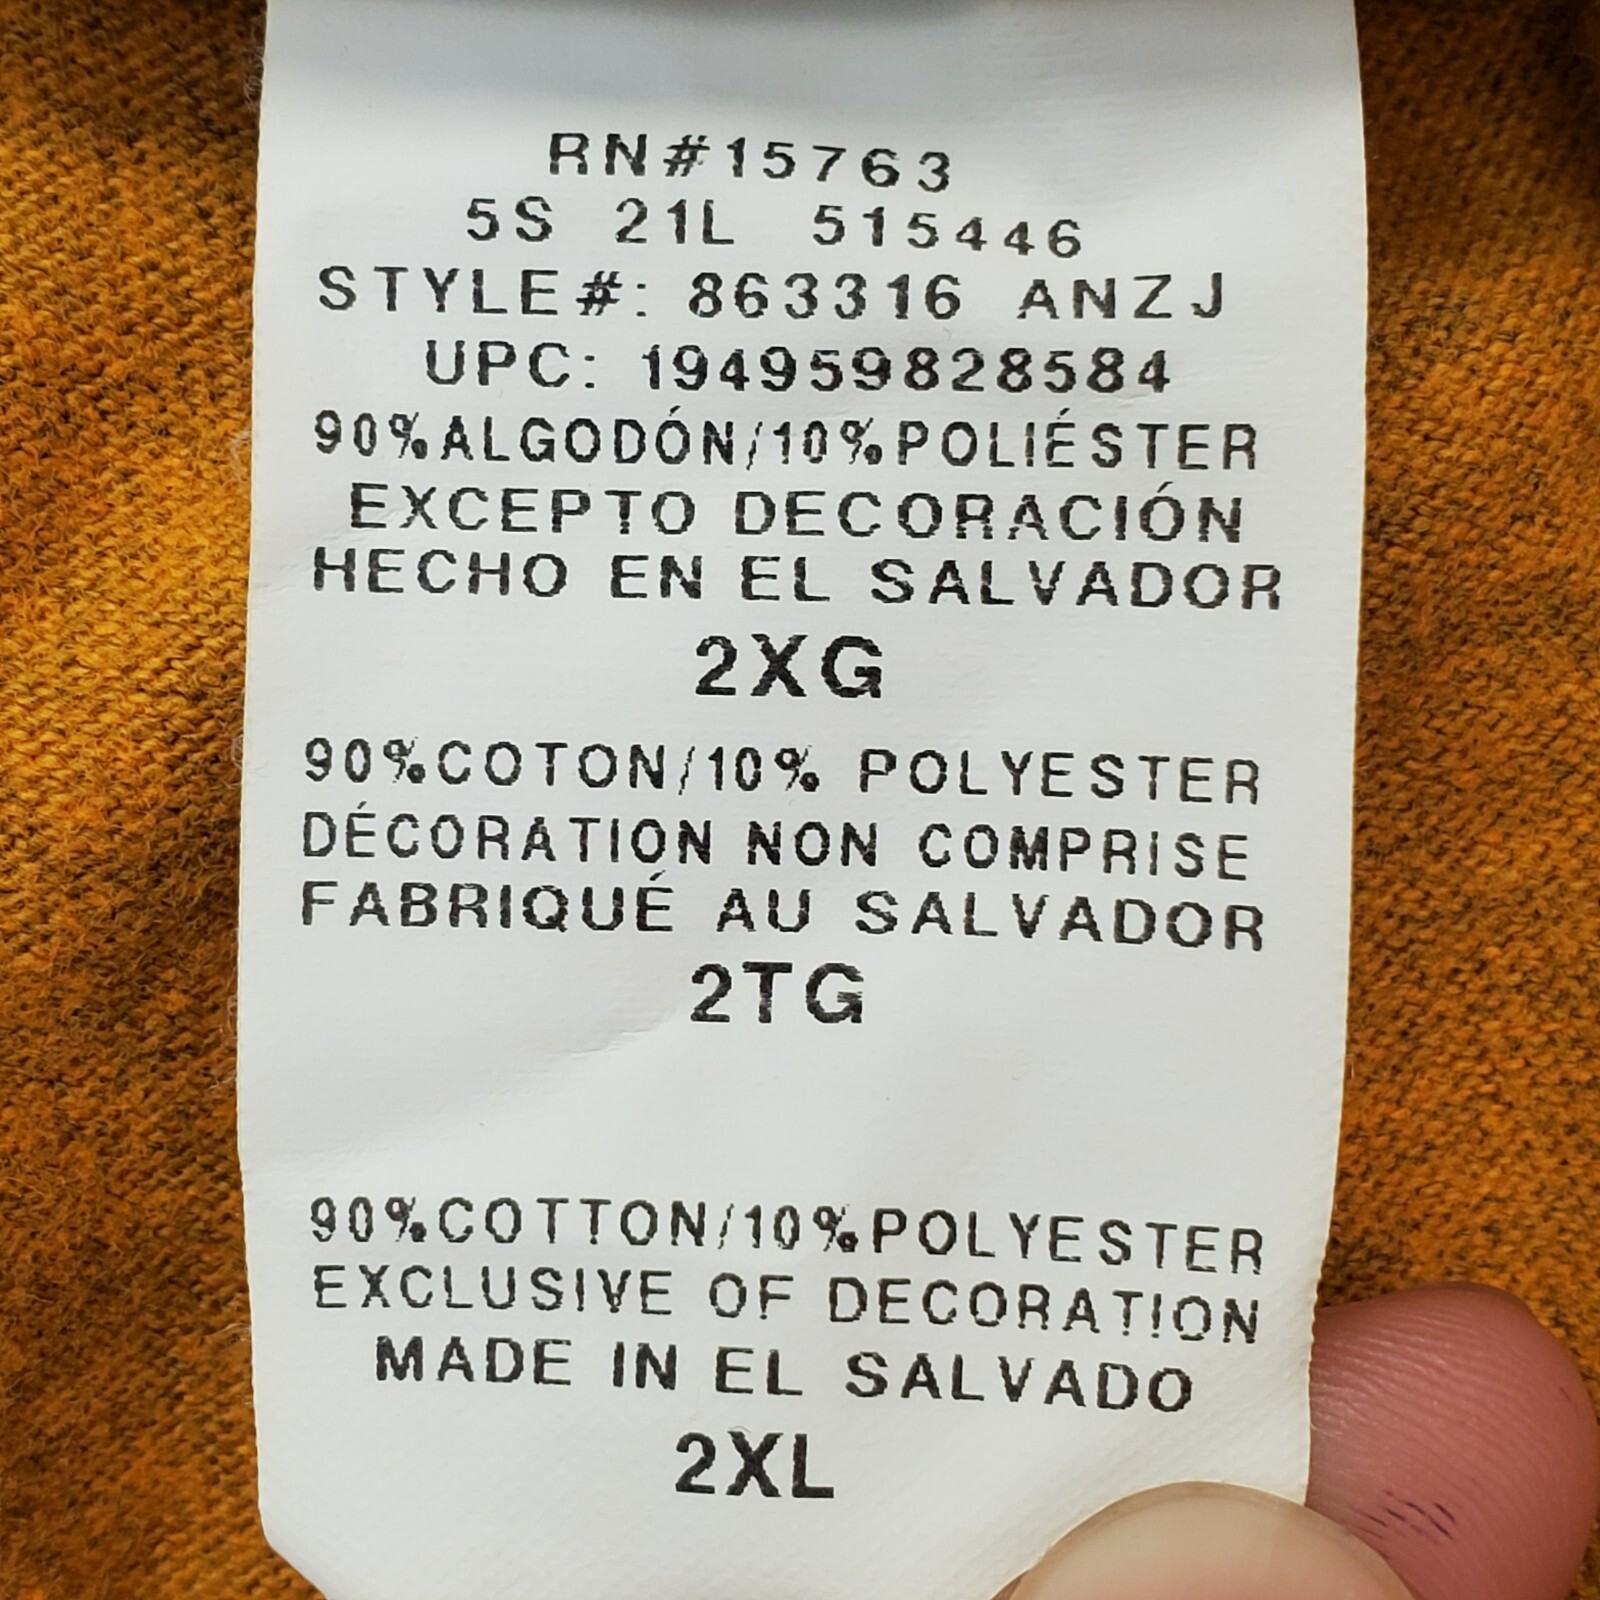 RN#15763
5S 21L 515446
STYLE#: 863316 ANZJ
UPC: 194959828584
90%ALGODÓN/10%POLIÉSTER
EXCEPTO DECORACIÓN
HECHO EN EL SALVADOR
2XG
90%COTON/10% POLYESTER
DÉCORATION NON COMPRISE
FABRIQUÉ AU SALVADOR
2TG
90%COTTON/10%POLYESTER
EXCLUSIVE OF DECORATION
MADE IN EL SALVADO
2XL